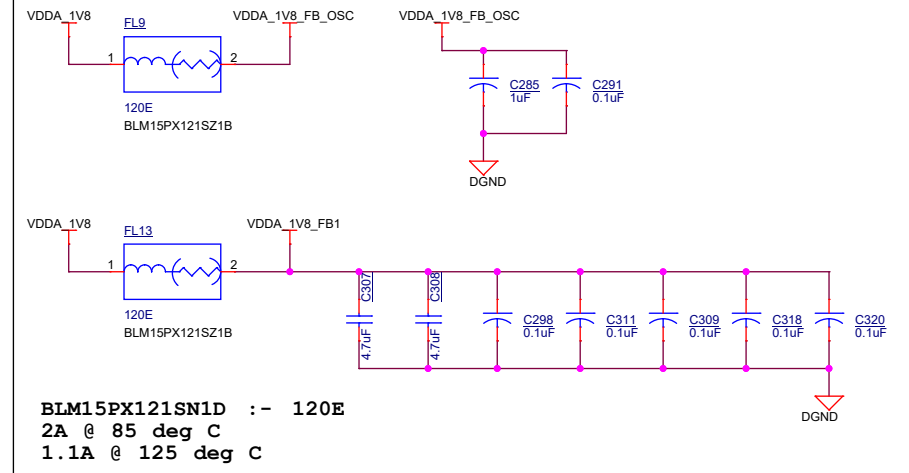 VDDA_1V8
FL9
VDDA_1V8_FB_OSC
VDDA_1V8_FB_OSC
1
2
C285
1uF
C291
0.1uF
120E
BLM15PX121SZ1B
DGND
VDDA_1V8
FL13
VDDA_1V8_FB1
1
2
C307
4.7uF
C308
4.7uF
C298
0.1uF
C311
0.1uF
C309
0.1uF
C318
0.1uF
C320
0.1uF
120E
BLM15PX121SZ1B
DGND
BLM15PX121SN1D :- 120E
2A @ 85 deg C
1.1A @ 125 deg C